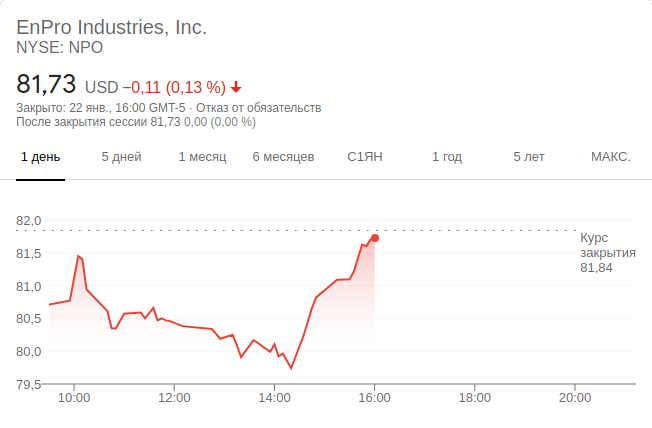 EnPro Industries, Inc.
NYSE: NPO
81,73 USD −0,11 (0,13 %)
Закрыто: 22 янв., 16:00 GMT-5 · Отказ от обязательств
После закрытия сессии 81,73 0,00 (0,00 %)
1 день 5 дней 1 месяц 6 месяцев С1ЯН 1 год 5 лет МАКС.
82,0
Курс
закрытия
81,84
81,5
81,0
80,5
80,0
79,5
10:00 12:00 14:00 16:00 18:00 20:00